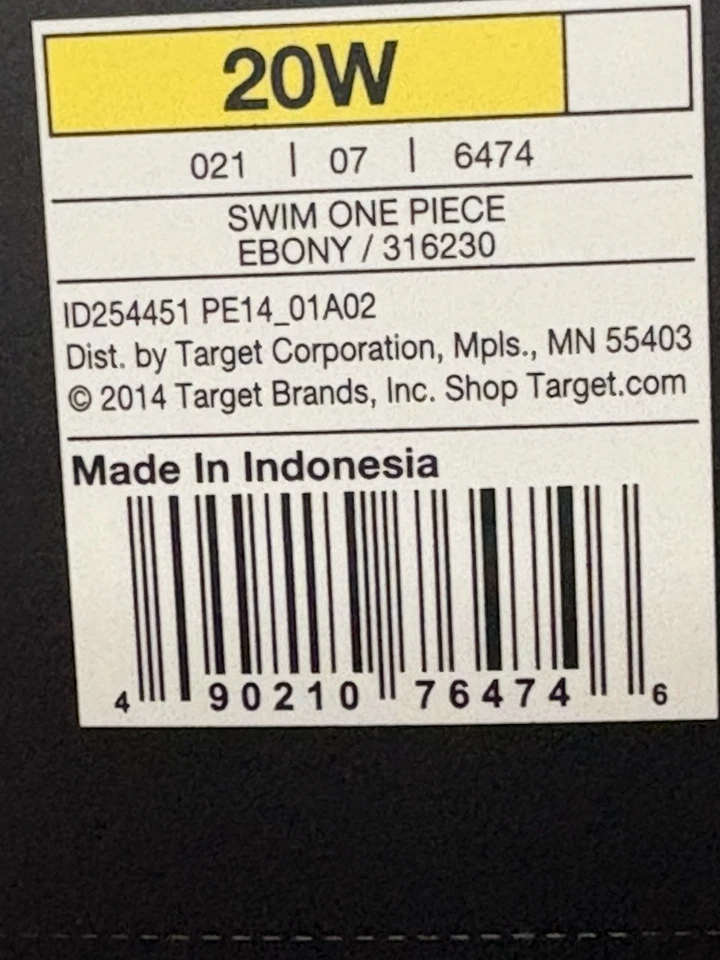 20W
021 | 07 | 6474
SWIM ONE PIECE
EBONY / 316230
ID254451 PE14_01A02
Dist. by Target Corporation, Mpls., MN 55403
© 2014 Target Brands, Inc. Shop Target.com
Made In Indonesia
4 90210 76474 6